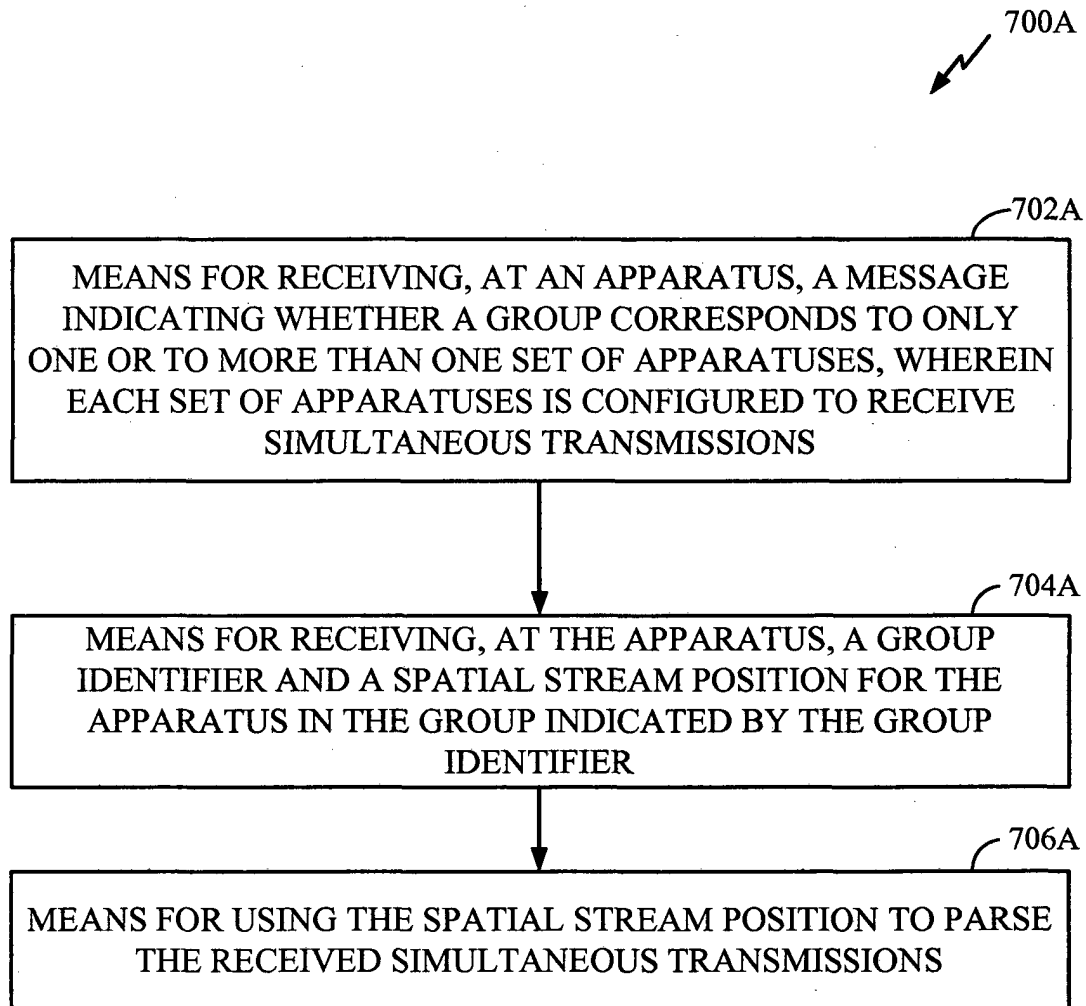 700A
702A
MEANS FOR RECEIVING, AT AN APPARATUS, A MESSAGE
INDICATING WHETHER A GROUP CORRESPONDS TO ONLY
ONE OR TO MORE THAN ONE SET OF APPARATUSES, WHEREIN
EACH SET OF APPARATUSES IS CONFIGURED TO RECEIVE
SIMULTANEOUS TRANSMISSIONS
704A
MEANS FOR RECEIVING, AT THE APPARATUS, A GROUP
IDENTIFIER AND A SPATIAL STREAM POSITION FOR THE
APPARATUS IN THE GROUP INDICATED BY THE GROUP
IDENTIFIER
706A
MEANS FOR USING THE SPATIAL STREAM POSITION TO PARSE
THE RECEIVED SIMULTANEOUS TRANSMISSIONS